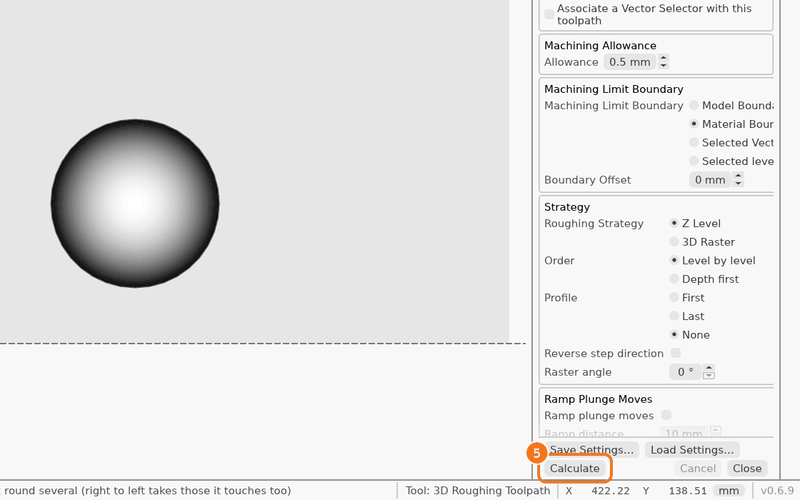 Associate a Vector Selector with this
toolpath
Machining Allowance
Allowance 0.5 mm
Machining Limit Boundary
Machining Limit Boundary Model Bounda
Material Bour
Selected Vect
Selected leve
Boundary Offset 0 mm
Strategy
Roughing Strategy Z Level
3D Raster
Order Level by level
Depth first
Profile First
Last
None
Reverse step direction
Raster angle 0 °
Ramp Plunge Moves
Ramp plunge moves
Ramp distance 10 mm
5 Save Settings... Load Settings...
Calculate Cancel Close
round several (right to left takes those it touches too) Tool: 3D Roughing Toolpath X 422.22 Y 138.51 mm v0.6.9